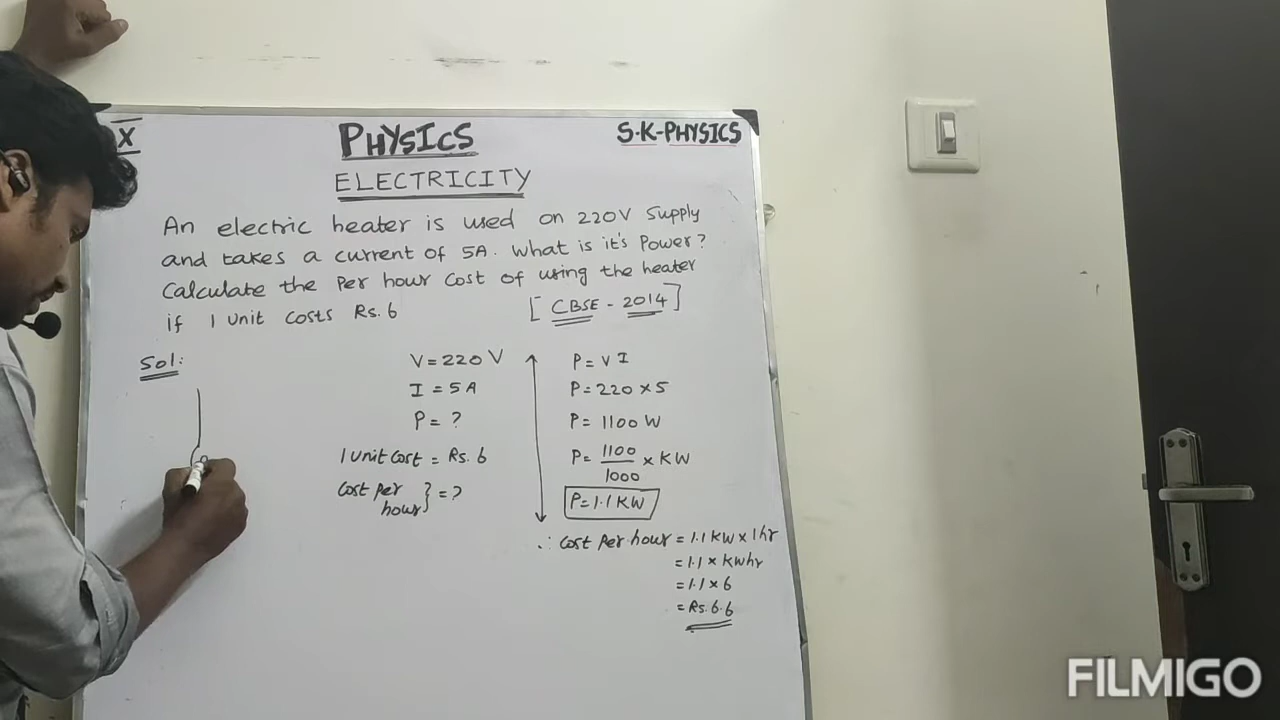 X
PHYSICS
S.K-PHYSICS
ELECTRICITY
An electric heater is used on 220V Supply
and takes a current of 5A. What is it's Power?
Calculate the Per hour Cost of using the heater
if 1 Unit Costs Rs. 6
[CBSE - 2014]
Sol:
V = 220 V
I = 5A
P = ?
1 Unit Cost = Rs. 6
Cost Per hour } = ?
P = V I
P = 220 × 5
P = 1100 W
P = 1100/1000 × KW
P = 1.1 KW
∴ Cost Per hour = 1.1 KW × 1hr
= 1.1 × KWhr
= 1.1 × 6
= Rs. 6.6
FILMIGO